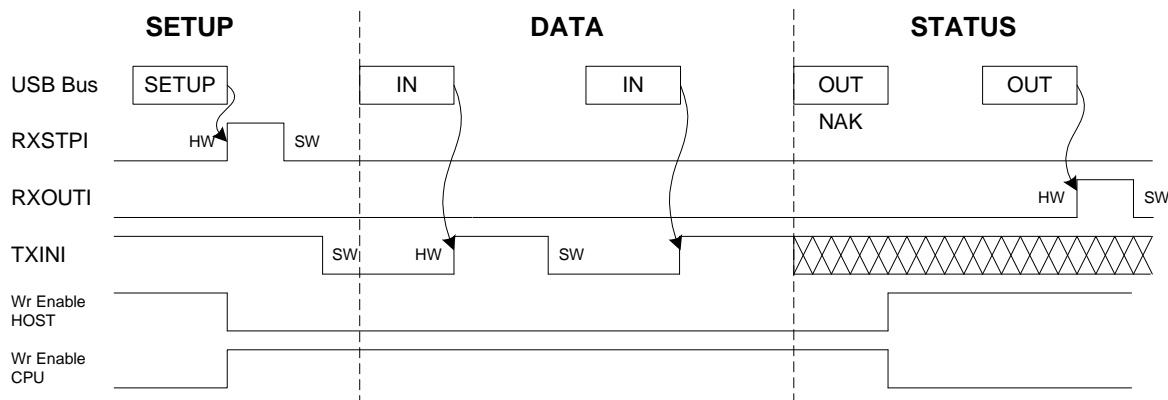 SETUP DATA STATUS
USB Bus SETUP IN IN OUT OUT
NAK
RXSTPI HW SW
RXOUTI HW SW
TXINI SW HW SW
Wr Enable
HOST
Wr Enable
CPU